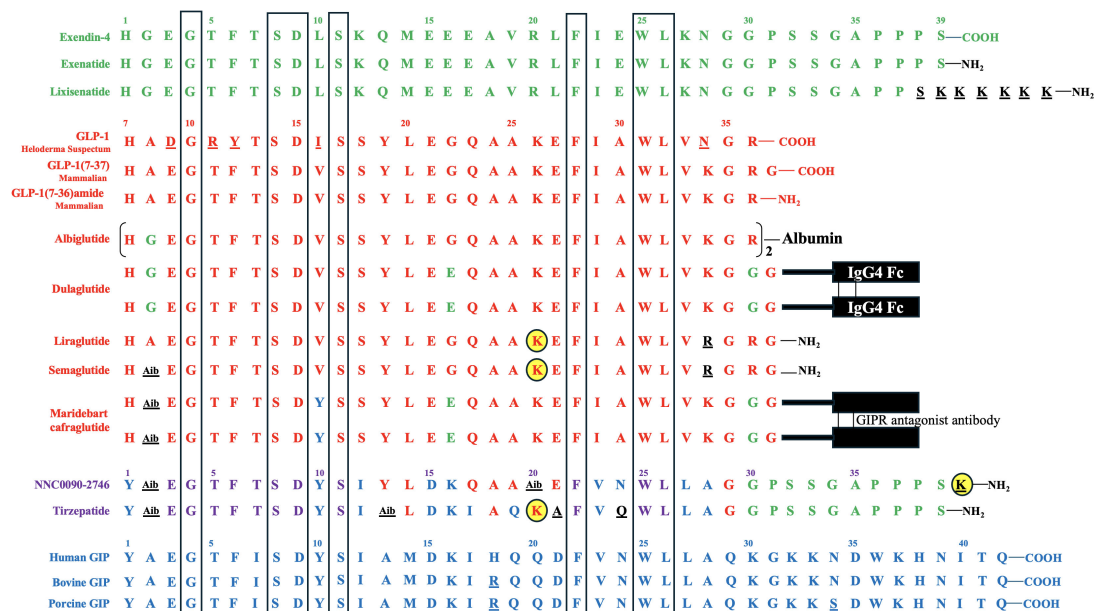 1 5 10 15 20 25 30 35 39
Exendin-4 H G E G T F T S D L S K Q M E E E A V R L F I E W L K N G G P S S G A P P P S—COOH
Exenatide H G E G T F T S D L S K Q M E E E A V R L F I E W L K N G G P S S G A P P P S—NH₂
Lixisenatide H G E G T F T S D L S K Q M E E E A V R L F I E W L K N G G P S S G A P P S K K K K K K—NH₂
7 10 15 20 25 30 35
GLP-1 H A D G R Y T S D I S S Y L E G Q A A K E F I A W L V N G R—COOH
Heloderma Suspectum
GLP-1(7-37) H A E G T F T S D V S S Y L E G Q A A K E F I A W L V K G R G—COOH
Mammalian
GLP-1(7-36)amide H A E G T F T S D V S S Y L E G Q A A K E F I A W L V K G R—NH₂
Mammalian
Albiglutide (H G E G T F T S D V S S Y L E G Q A A K E F I A W L V K G R)₂—Albumin
H G E G T F T S D V S S Y L E E Q A A K E F I A W L V K G G G IgG4 Fc
Dulaglutide
H G E G T F T S D V S S Y L E E Q A A K E F I A W L V K G G G IgG4 Fc
Liraglutide H A E G T F T S D V S S Y L E G Q A A K E F I A W L V R G R G—NH₂
Semaglutide H Aib E G T F T S D V S S Y L E G Q A A K E F I A W L V R G R G—NH₂
H Aib E G T F T S D Y S S Y L E E Q A A K E F I A W L V K G G G
Maridebart
cafraglutide
GIPR antagonist antibody
H Aib E G T F T S D Y S S Y L E E Q A A K E F I A W L V K G G G
1 5 10 15 20 25 30 35
NNC0090-2746 Y Aib E G T F T S D Y S I Y L D K Q A A Aib E F V N W L L A G G P S S G A P P P S K—NH₂
Tirzepatide Y Aib E G T F T S D Y S I Aib L D K I A Q K A F V Q W L L A G G P S S G A P P P S—NH₂
1 5 10 15 20 25 30 35 40
Human GIP Y A E G T F I S D Y S I A M D K I H Q Q D F V N W L L A Q K G K K N D W K H N I T Q—COOH
Bovine GIP Y A E G T F I S D Y S I A M D K I R Q Q D F V N W L L A Q K G K K N D W K H N I T Q—COOH
Porcine GIP Y A E G T F I S D Y S I A M D K I R Q Q D F V N W L L A Q K G K K S D W K H N I T Q—COOH